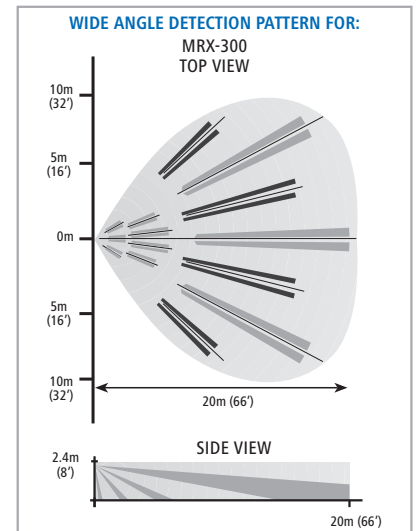 WIDE ANGLE DETECTION PATTERN FOR:
MRX-300
TOP VIEW
10m
(32’)
5m
(16’)
0m
5m
(16’)
10m
(32’)
20m (66’)
SIDE VIEW
2.4m
(8’)
20m (66’)